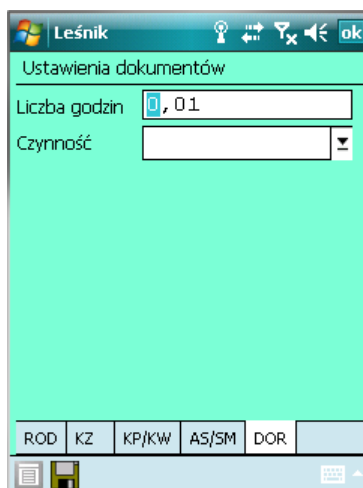 Leśnik ok
Ustawienia dokumentów
Liczba godzin 0,01
Czynność
ROD KZ KP/KW AS/SM DOR